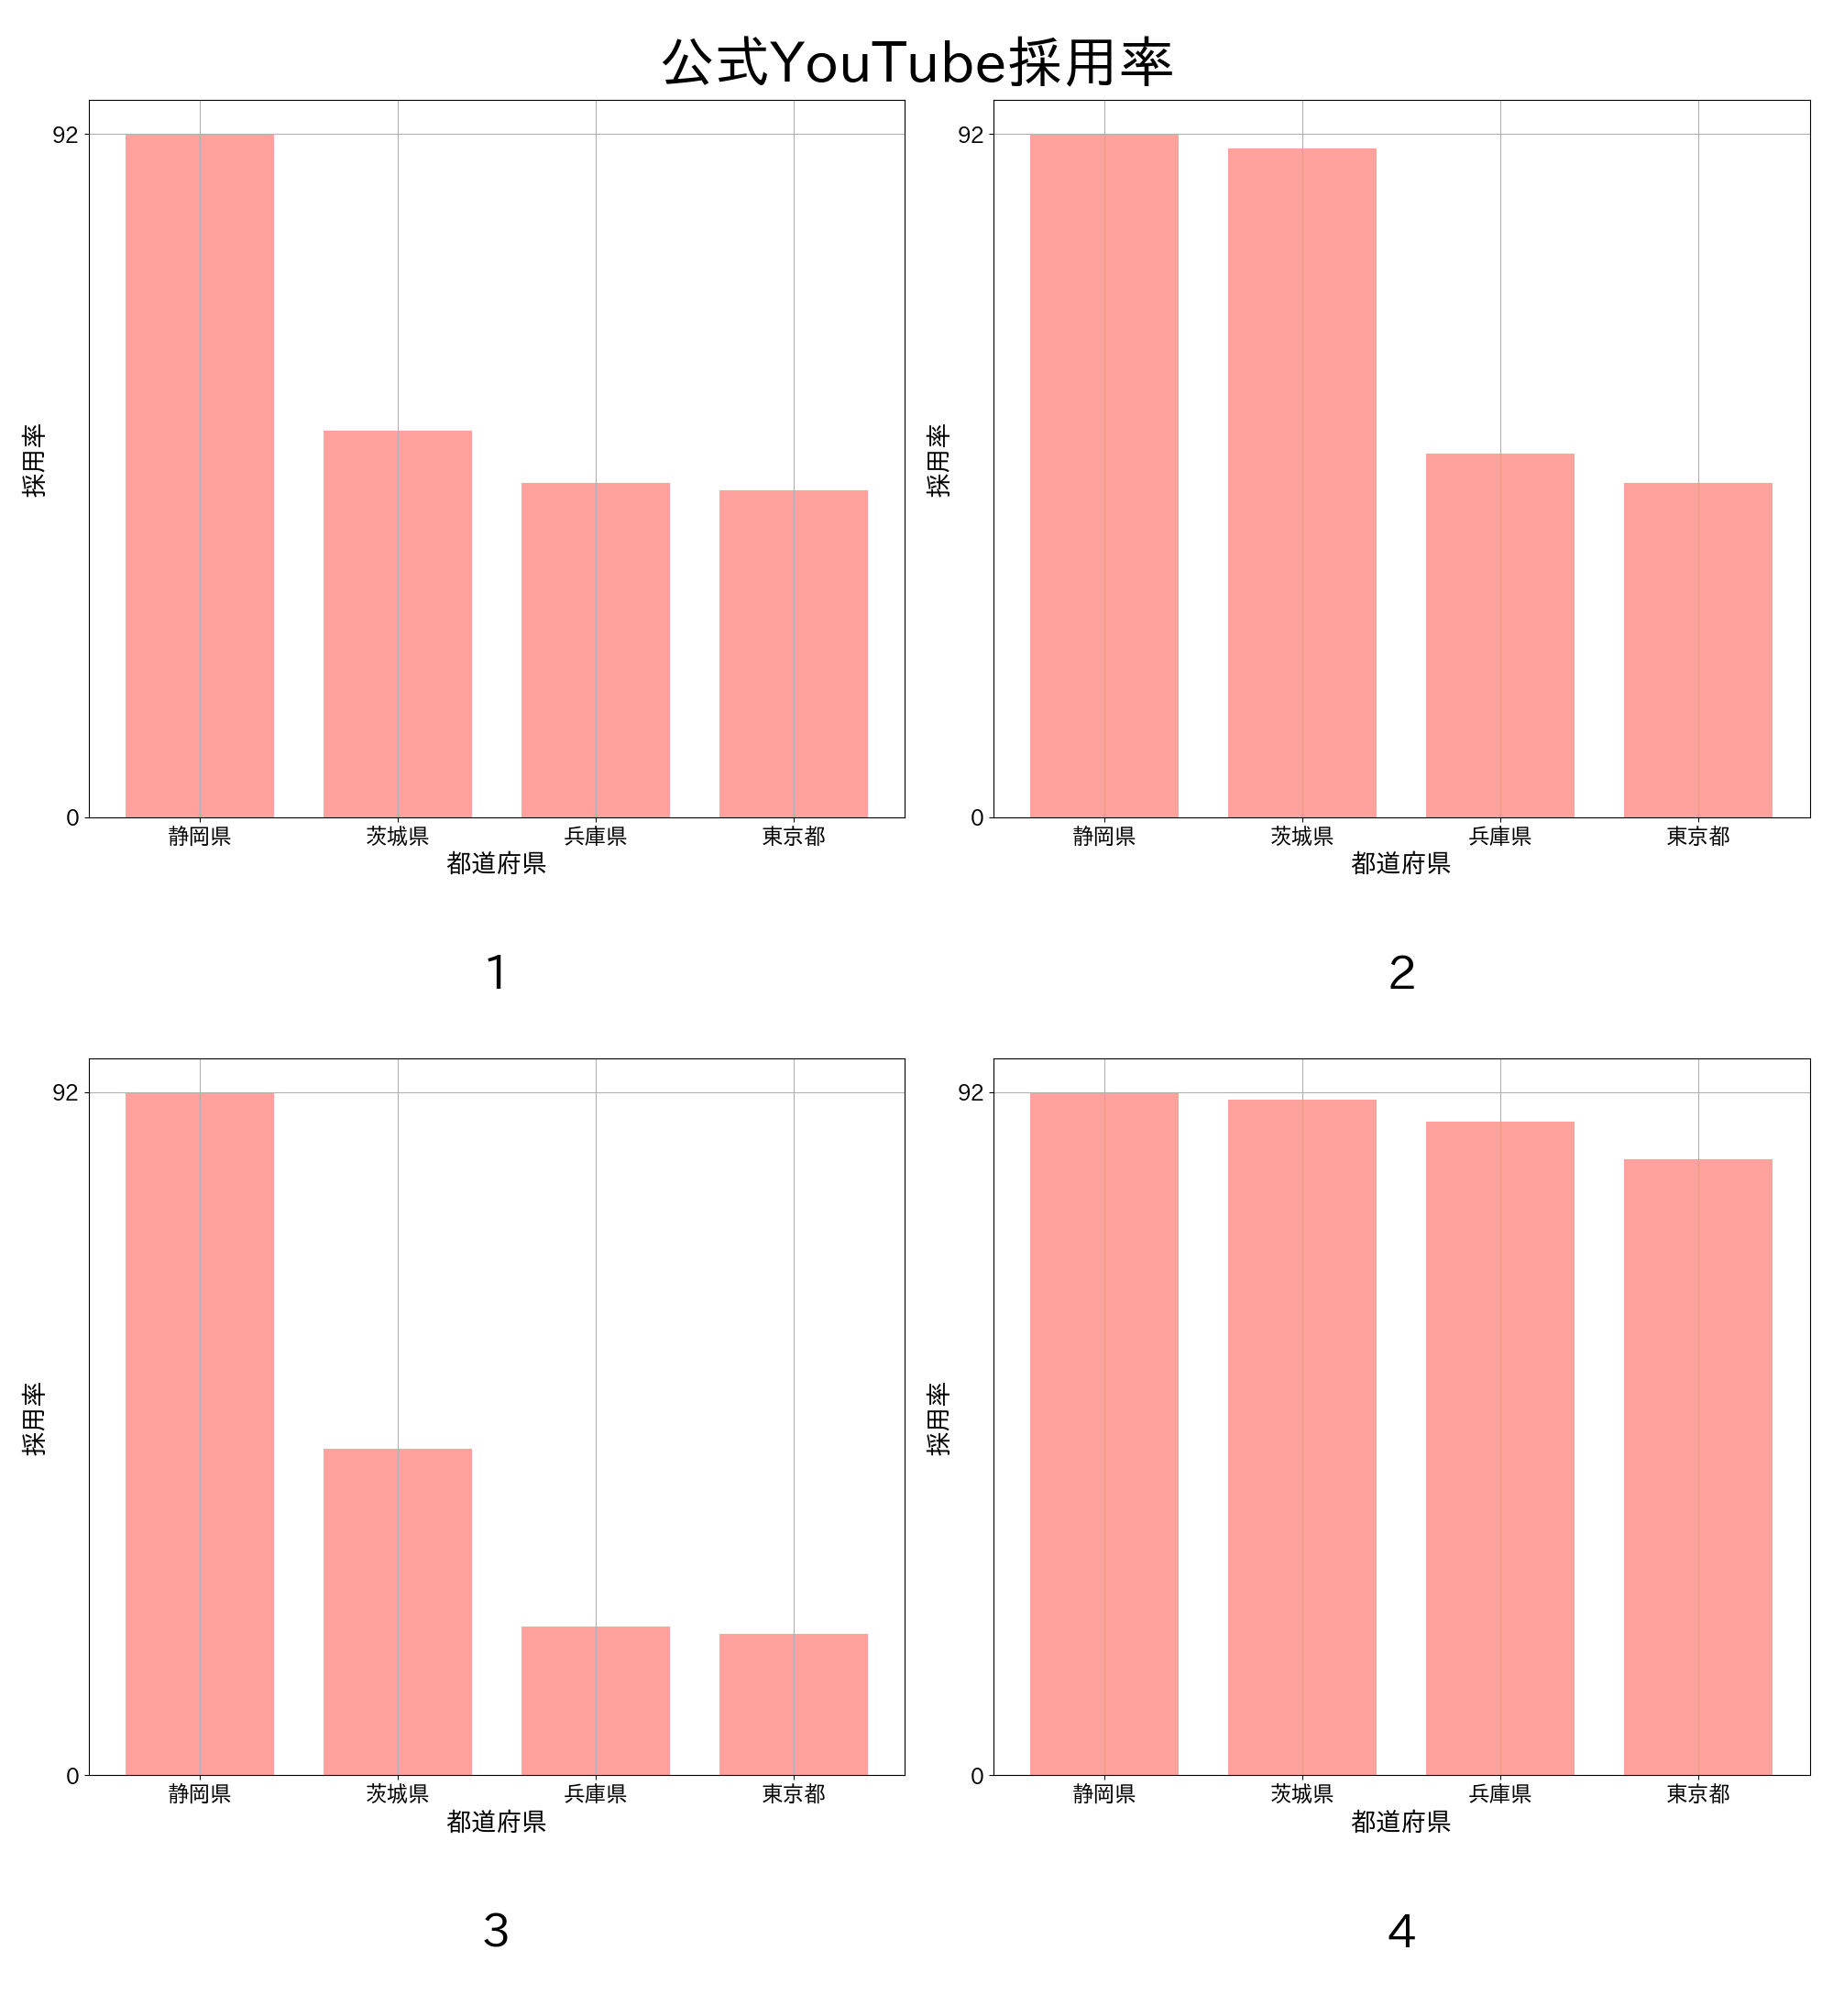 公式YouTube採用率
92
0
採用率
静岡県 茨城県 兵庫県 東京都
都道府県
1
92
0
採用率
静岡県 茨城県 兵庫県 東京都
都道府県
2
92
0
採用率
静岡県 茨城県 兵庫県 東京都
都道府県
3
92
0
採用率
静岡県 茨城県 兵庫県 東京都
都道府県
4